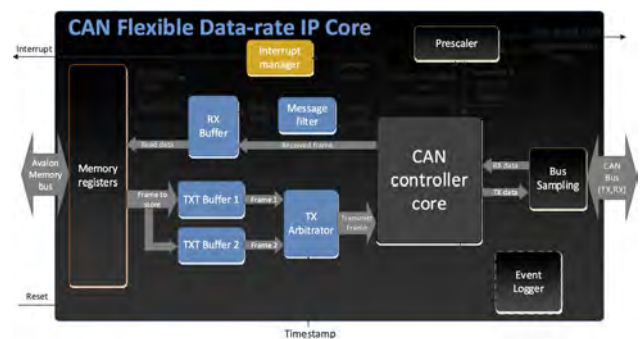 CAN Flexible Data-rate IP Core
Interrupt
Interrupt
manager
Prescaler
RX
Buffer
Message
filter
Read data
Received frame
Avalon
Memory
bus
Memory
registers
CAN
controller
core
RX data
TX data
Bus
Sampling
CAN
Bus
(TX,RX)
Frame to
store
TXT Buffer 1
Frame 1
TX
Arbitrator
Transmit
Frame
TXT Buffer 2
Frame 2
Event
Logger
Reset
Timestamp